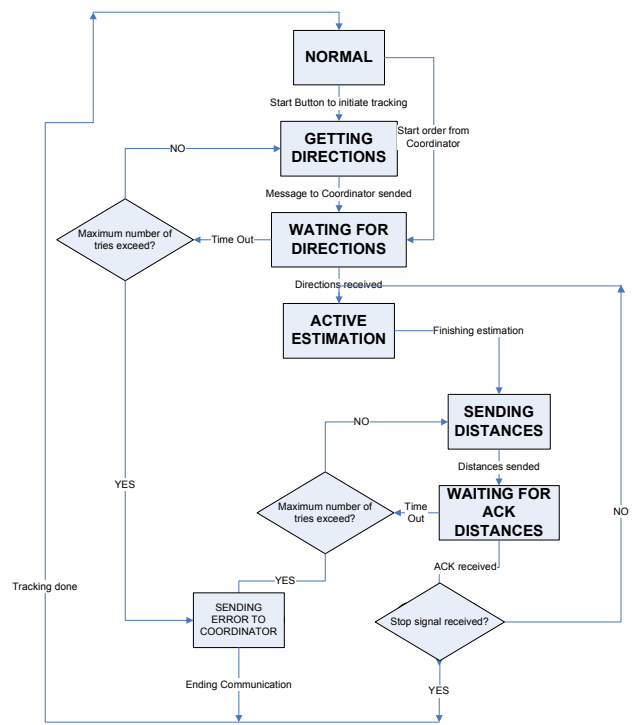 NORMAL
Start Button to initiate tracking
Start order from
Coordinator
GETTING
DIRECTIONS
NO
Message to Coordinator sended
Maximum number of
tries exceed?
Time Out
WATING FOR
DIRECTIONS
Directions received
ACTIVE
ESTIMATION
Finishing estimation
SENDING
DISTANCES
NO
Distances sended
YES
Maximum number of
tries exceed?
Time
Out
WAITING FOR
ACK
DISTANCES
NO
ACK received
YES
Tracking done
SENDING
ERROR TO
COORDINATOR
Stop signal received?
Ending Communication
YES